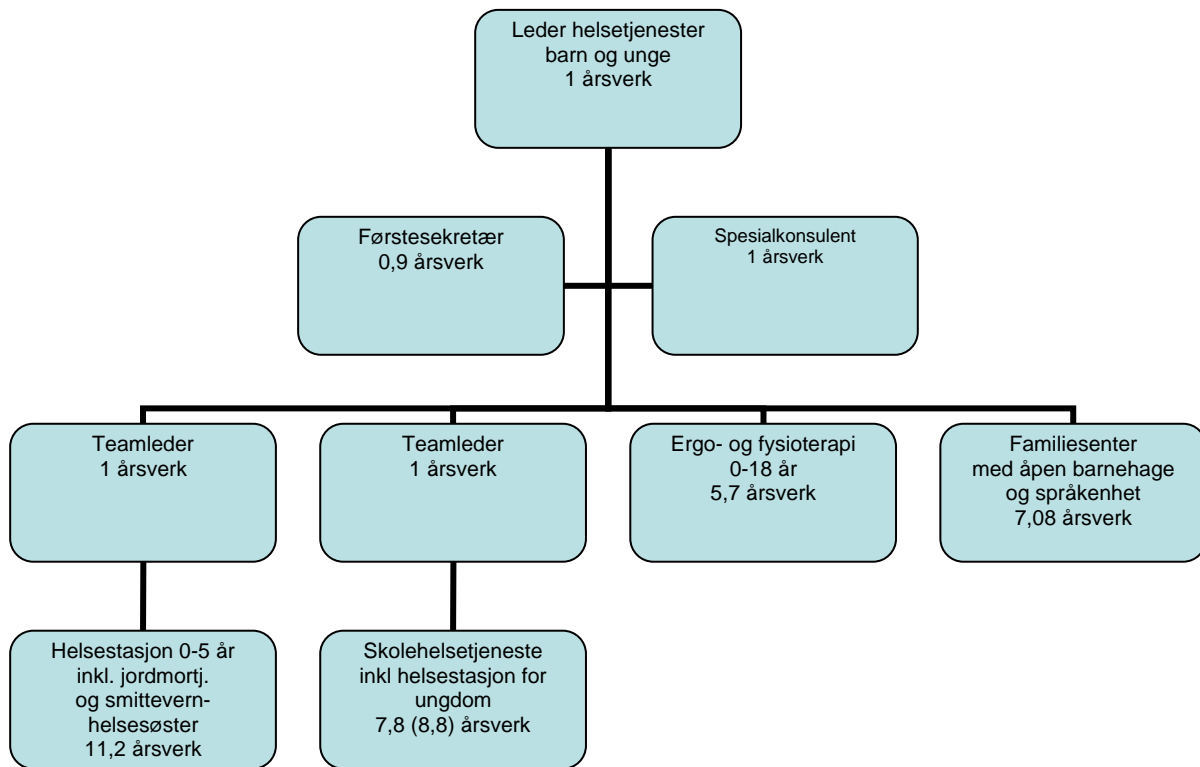 Leder helsetjenester
barn og unge
1 årsverk
Førstesekretær
0,9 årsverk
Spesialkonsulent
1 årsverk
Teamleder
1 årsverk
Teamleder
1 årsverk
Ergo- og fysioterapi
0-18 år
5,7 årsverk
Familiesenter
med åpen barnehage
og språkenhet
7,08 årsverk
Helsestasjon 0-5 år
inkl. jordmortj.
og smittevern-
helsesøster
11,2 årsverk
Skolehelsetjeneste
inkl helsestasjon for
ungdom
7,8 (8,8) årsverk